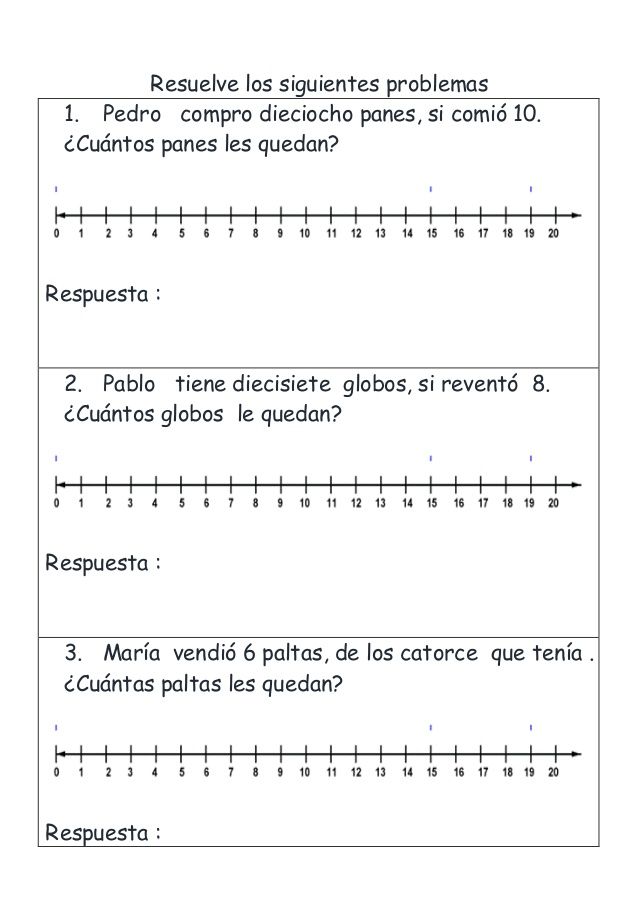 Resuelve los siguientes problemas
1. Pedro compro dieciocho panes, si comió 10.
¿Cuántos panes les quedan?
0 1 2 3 4 5 6 7 8 9 10 11 12 13 14 15 16 17 18 19 20
Respuesta :
2. Pablo tiene diecisiete globos, si reventó 8.
¿Cuántos globos le quedan?
0 1 2 3 4 5 6 7 8 9 10 11 12 13 14 15 16 17 18 19 20
Respuesta :
3. María vendió 6 paltas, de los catorce que tenía .
¿Cuántas paltas les quedan?
0 1 2 3 4 5 6 7 8 9 10 11 12 13 14 15 16 17 18 19 20
Respuesta :